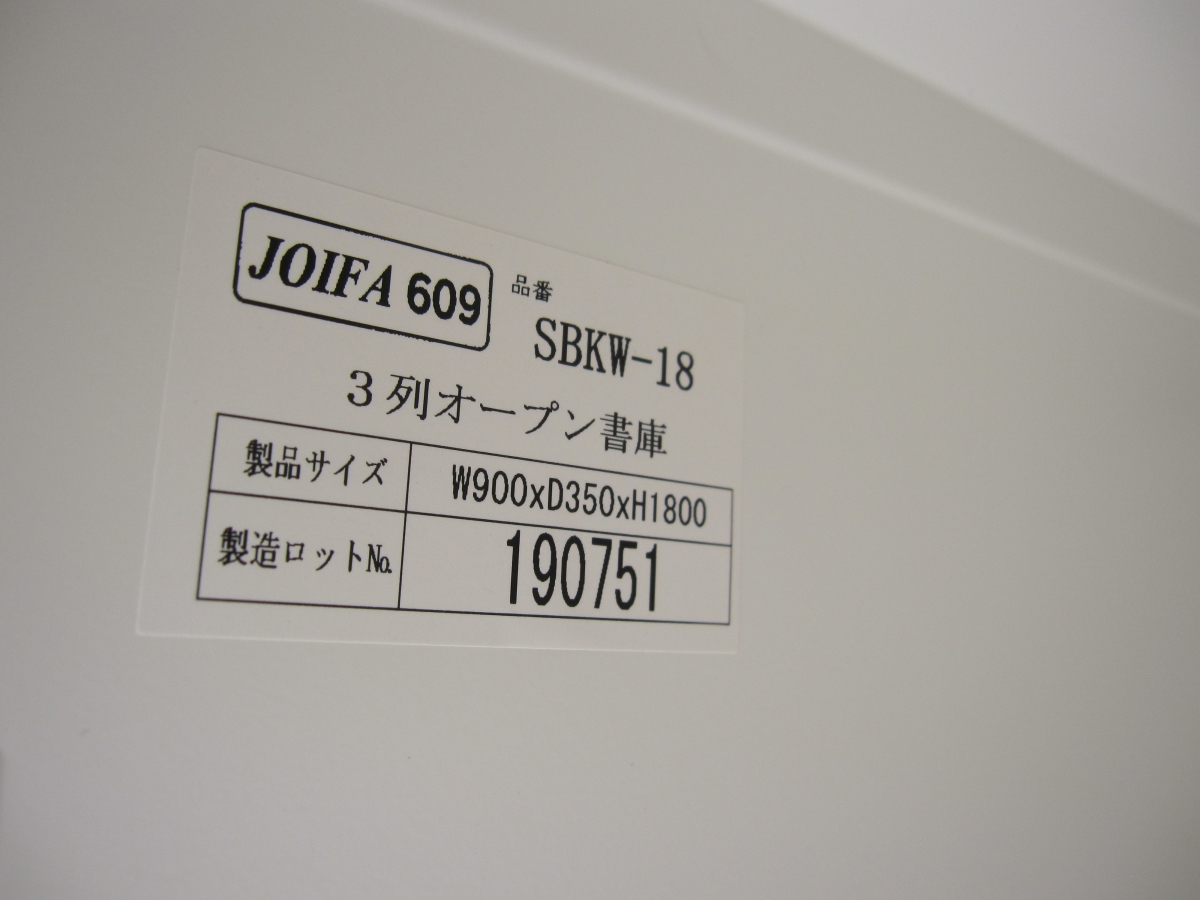 JOIFA 609
品番
SBKW-18
3列オープン書庫
製品サイズ W900xD350xH1800
製造ロット№ 190751